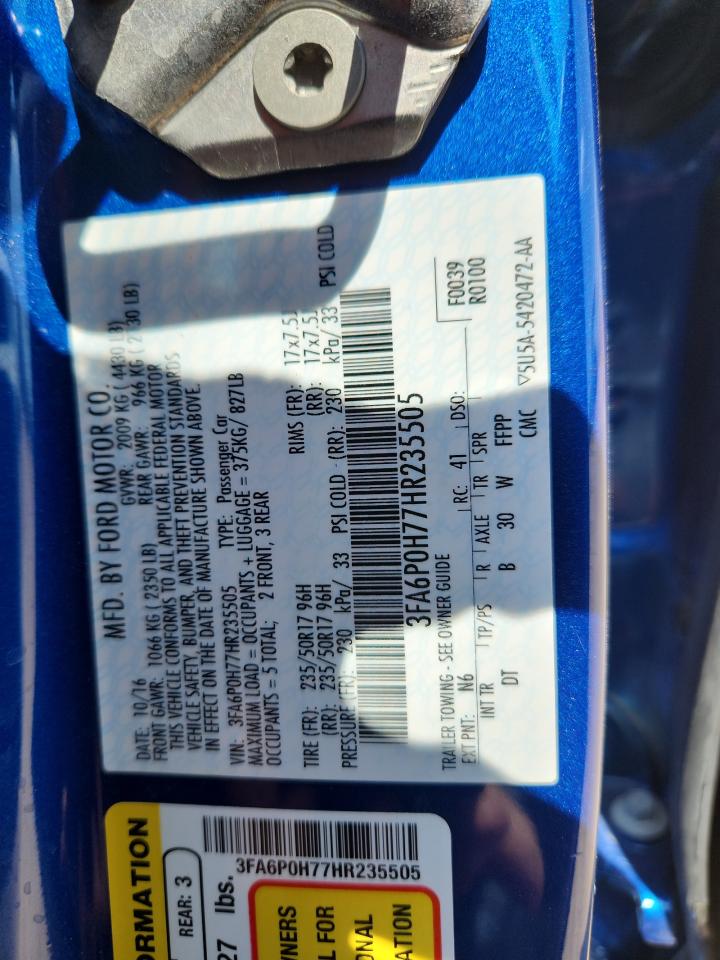 MFD. BY FORD MOTOR CO.
DATE: 10/16 GVWR: 2009 KG / 4430 LB)
FRONT GAWR: 1066 KG ( 2350 LB) REAR GAWR: 966 KG ( 2130 LB)
THIS VEHICLE CONFORMS TO ALL APPLICABLE FEDERAL MOTOR
VEHICLE SAFETY, BUMPER, AND THEFT PREVENTION STANDARDS
IN EFFECT ON THE DATE OF MANUFACTURE SHOWN ABOVE.
VIN: 3FA6P0H77HR235505 TYPE: Passenger Car
MAXIMUM LOAD = OCCUPANTS + LUGGAGE = 375KG/ 827LB
OCCUPANTS = 5 TOTAL; 2 FRONT, 3 REAR
TIRE (FR): 235/50R17 96H RIMS (FR): 17x7.5J
(RR): 235/50R17 96H (RR): 17x7.5J
PRESSURE (FR): 230 kPa/ 33 PSI COLD (RR): 230 kPa/ 33 PSI COLD
3FA6P0H77HR235505
TRAILER TOWING - SEE OWNER GUIDE
F0039
R0100
EXT PNT: N6 RC: 41 DSO:
INT TR TP/PS R AXLE TR SPR
DT B 30 W FFPP
CMC
5U5A-5420472-AA
ORMATION
REAR: 3
27 lbs.
3FA6P0H77HR235505
WNERS
L FOR
ONAL
ATION